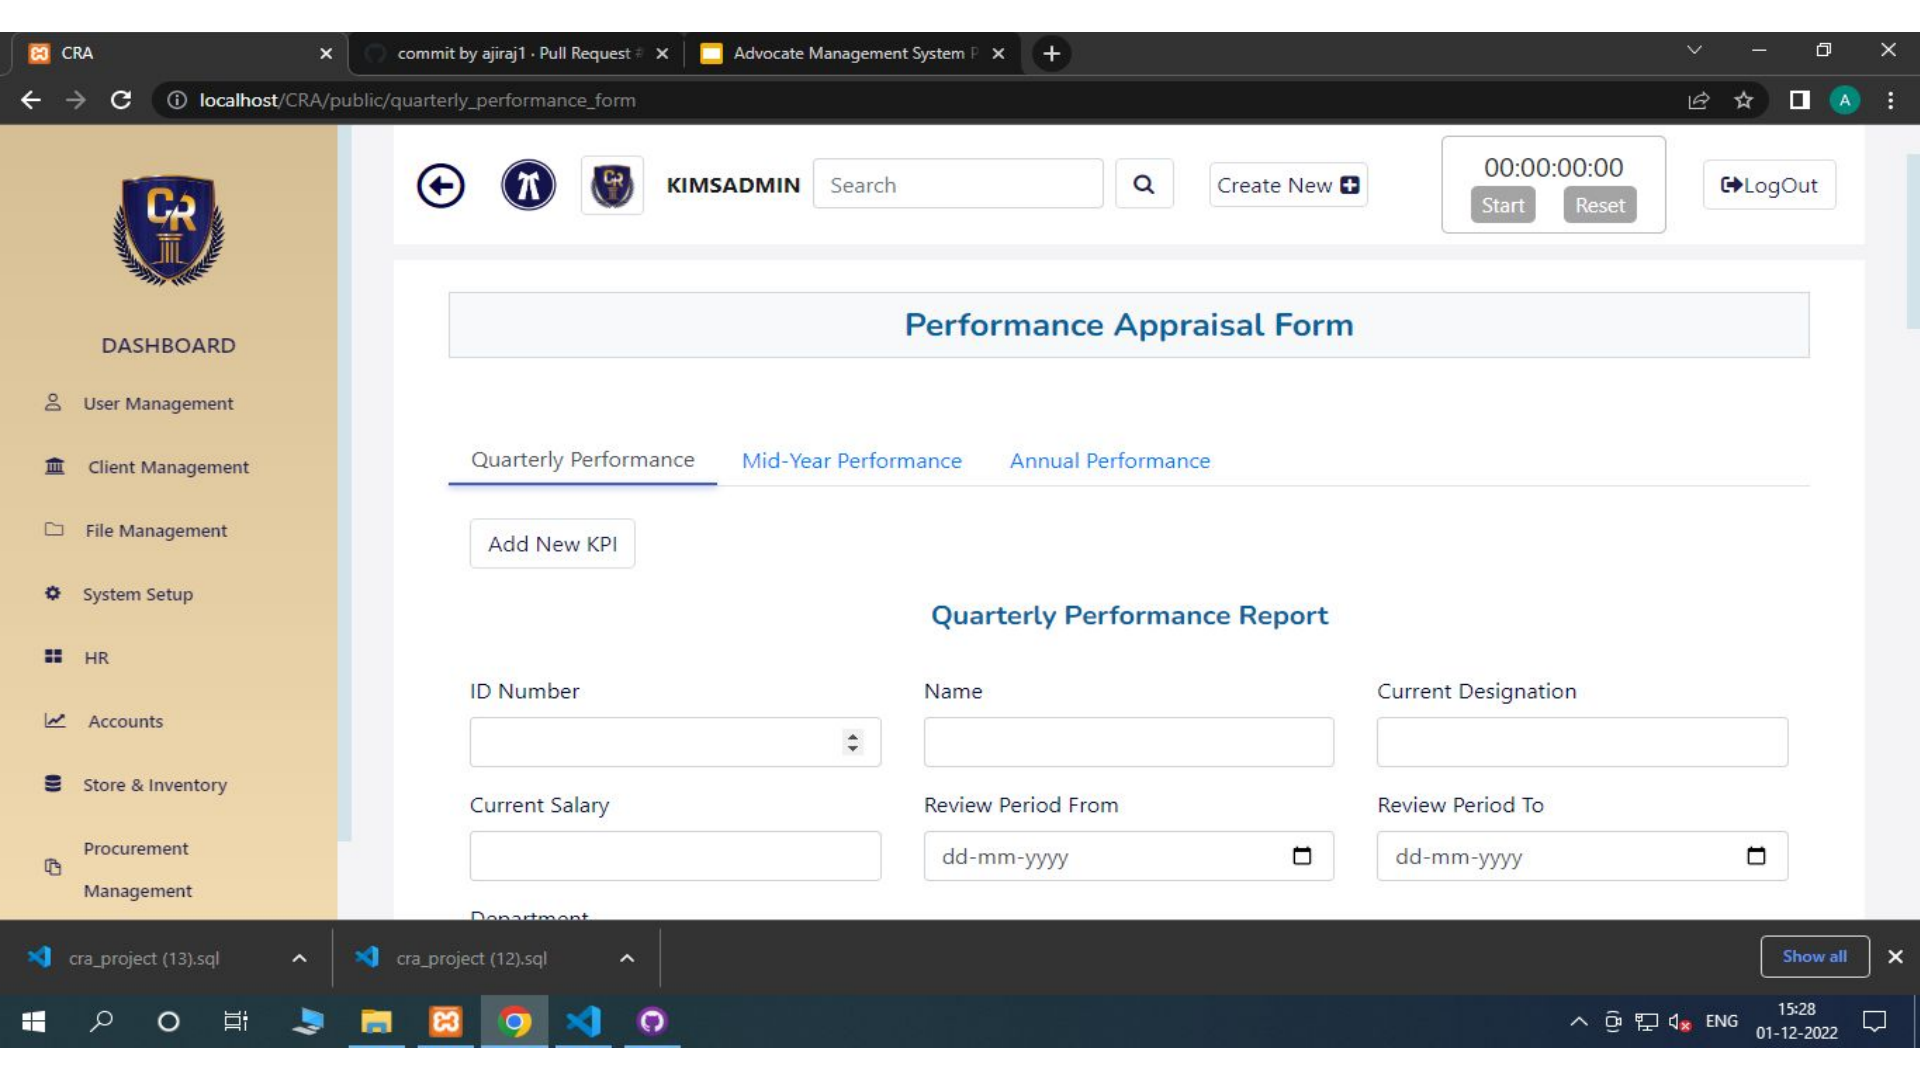 CRA
commit by ajiraj1 · Pull Request #
Advocate Management System P
localhost/CRA/public/quarterly_performance_form
A
CR
DASHBOARD
User Management
Client Management
File Management
System Setup
HR
Accounts
Store & Inventory
Procurement
Management
CR
KIMSADMIN
Search
Create New
00:00:00:00
Start
Reset
LogOut
Performance Appraisal Form
Quarterly Performance
Mid-Year Performance
Annual Performance
Add New KPI
Quarterly Performance Report
ID Number
Name
Current Designation
Current Salary
Review Period From
Review Period To
dd-mm-yyyy
dd-mm-yyyy
Department
cra_project (13).sql
cra_project (12).sql
Show all
ENG
15:28
01-12-2022